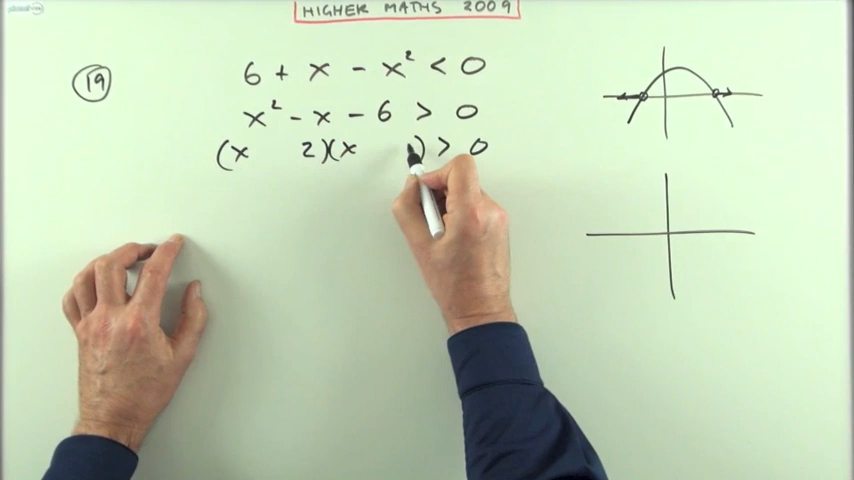 HIGHER MATHS 2009
19
6 + x - x² < 0
x² - x - 6 > 0
(x 2)(x ) > 0